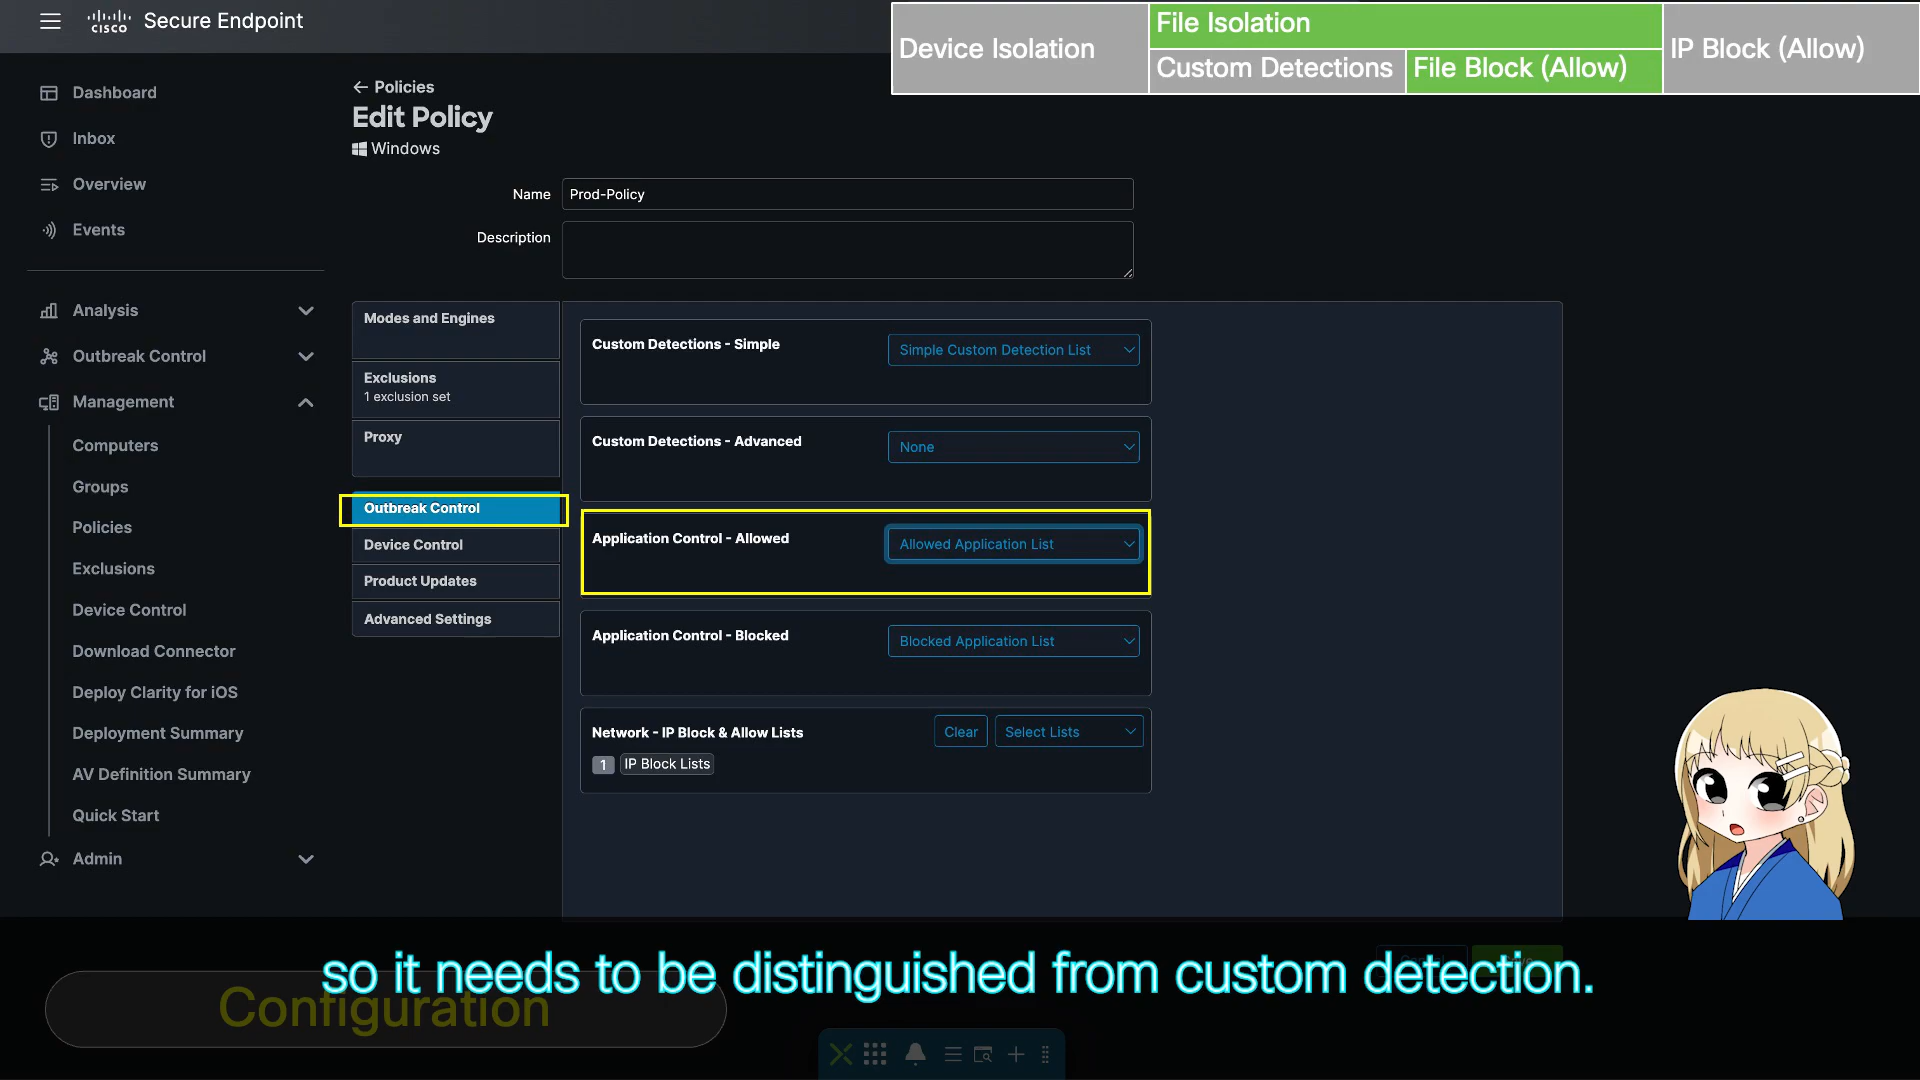 cisco Secure Endpoint
Device Isolation
File Isolation
Custom Detections
File Block (Allow)
IP Block (Allow)
Dashboard
Inbox
Overview
Events
Analysis
Outbreak Control
Management
Computers
Groups
Policies
Exclusions
Device Control
Download Connector
Deploy Clarity for iOS
Deployment Summary
AV Definition Summary
Quick Start
Admin
Policies
Edit Policy
Windows
Name
Prod-Policy
Description
Modes and Engines
Exclusions
1 exclusion set
Proxy
Outbreak Control
Device Control
Product Updates
Advanced Settings
Custom Detections - Simple
Simple Custom Detection List
Custom Detections - Advanced
None
Application Control - Allowed
Allowed Application List
Application Control - Blocked
Blocked Application List
Network - IP Block & Allow Lists
Clear
Select Lists
1 IP Block Lists
so it needs to be distinguished from custom detection.
Configuration